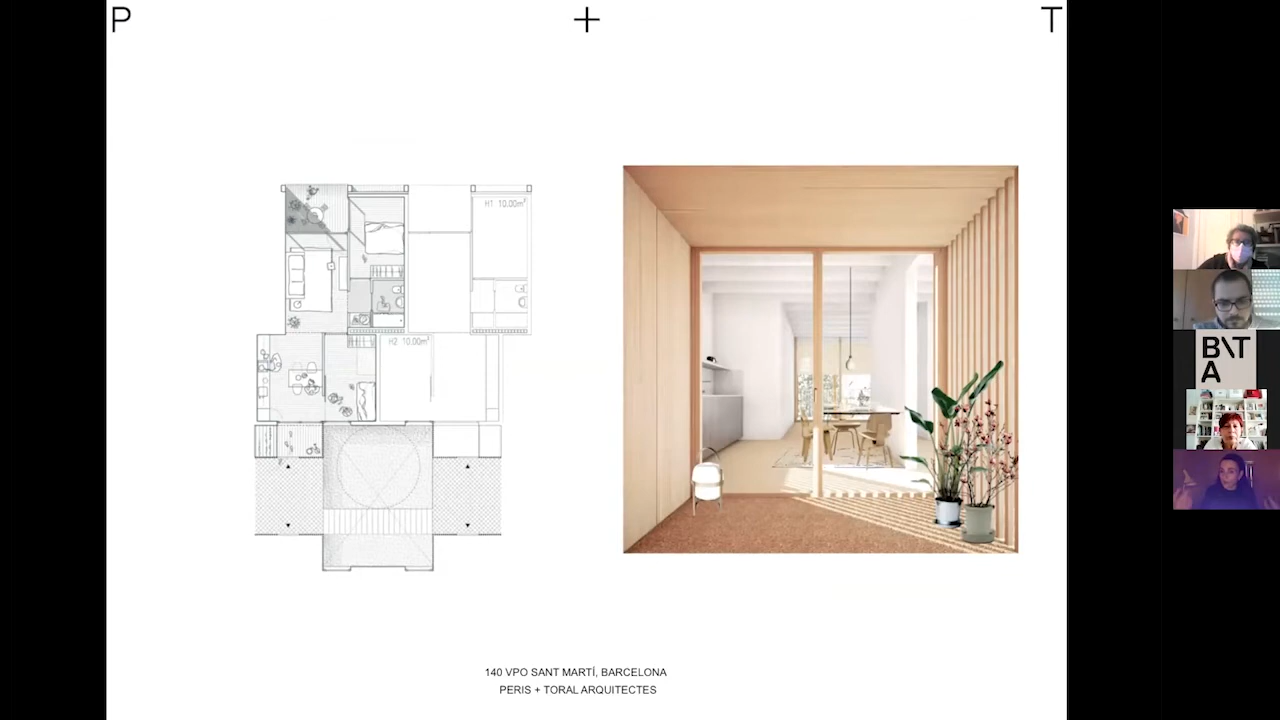 P + T
H1 10.00m²
H2 10.00m²
B\T
A
140 VPO SANT MARTÍ, BARCELONA
PERIS + TORAL ARQUITECTES